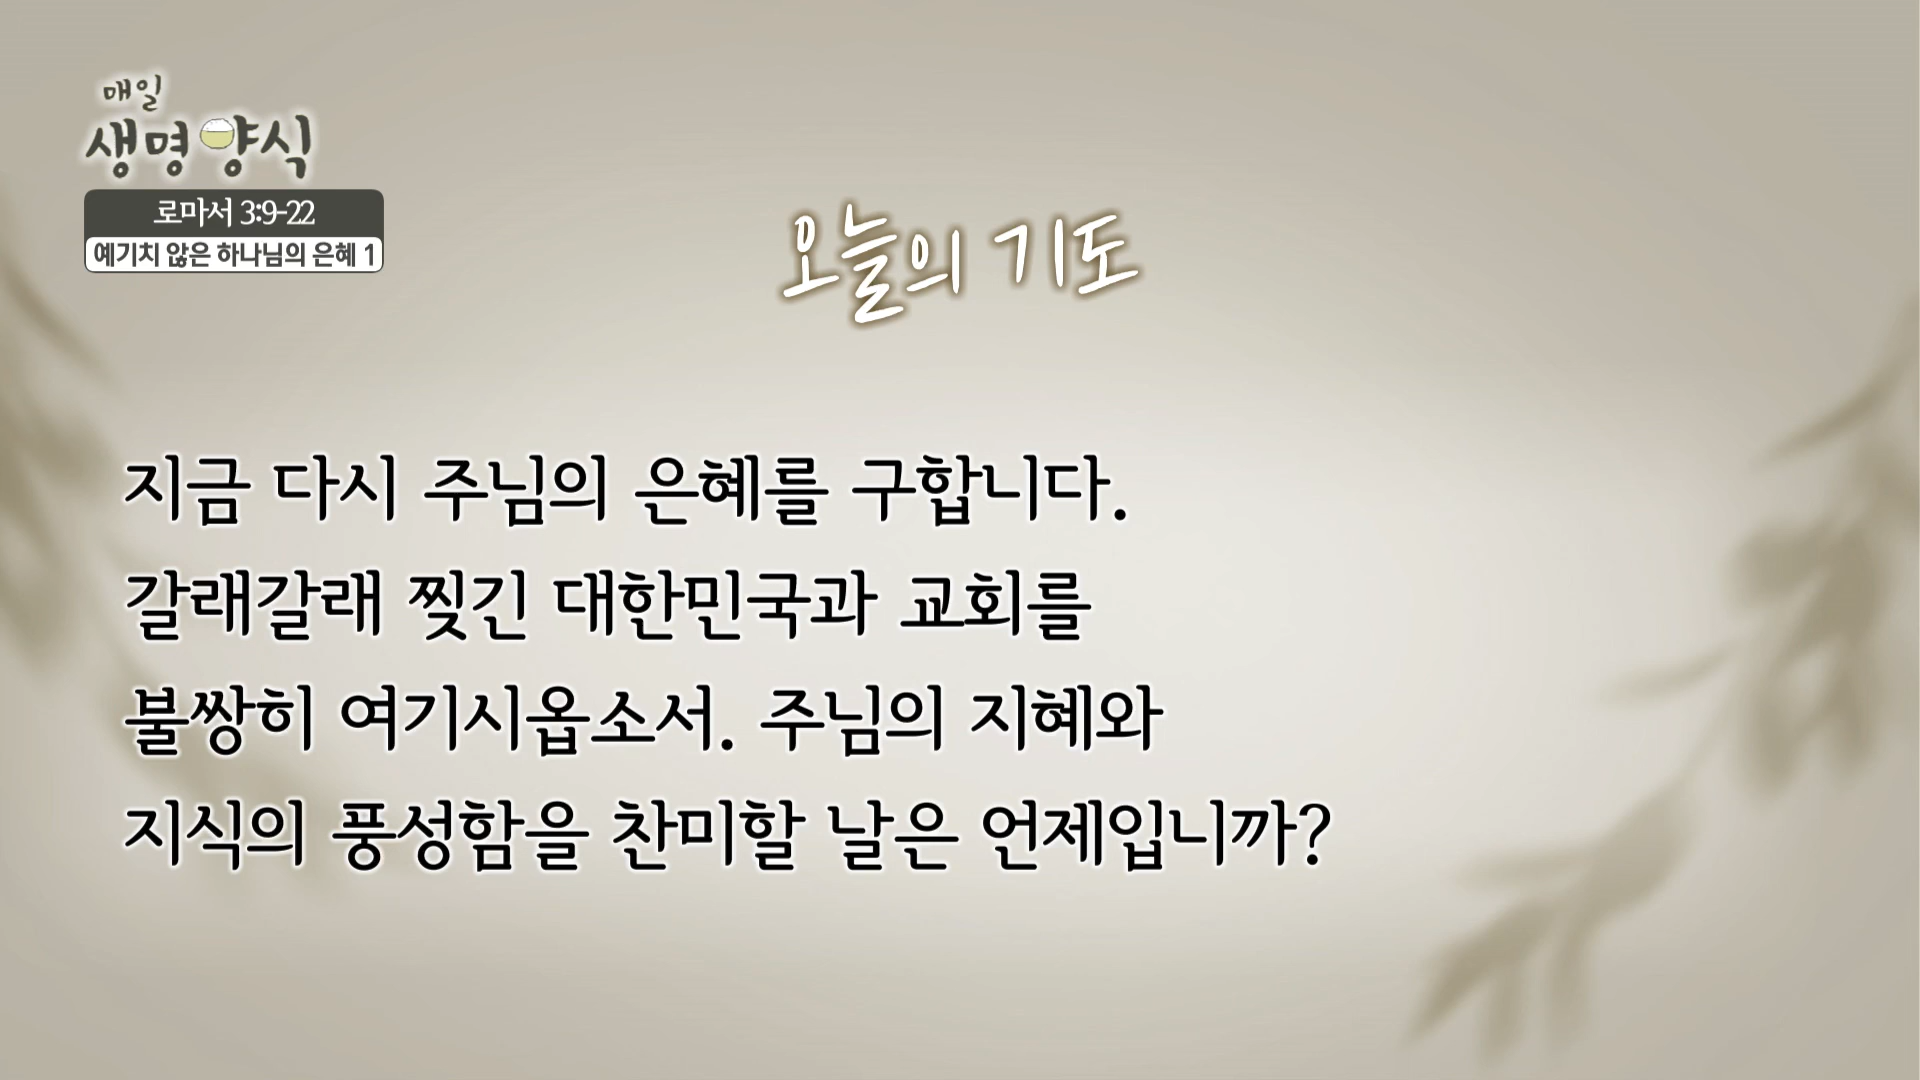 매일
생명양식
로마서 3:9-22
예기치 않은 하나님의 은혜 1
오늘의 기도
지금 다시 주님의 은혜를 구합니다.
갈래갈래 찢긴 대한민국과 교회를
불쌍히 여기시옵소서. 주님의 지혜와
지식의 풍성함을 찬미할 날은 언제입니까?